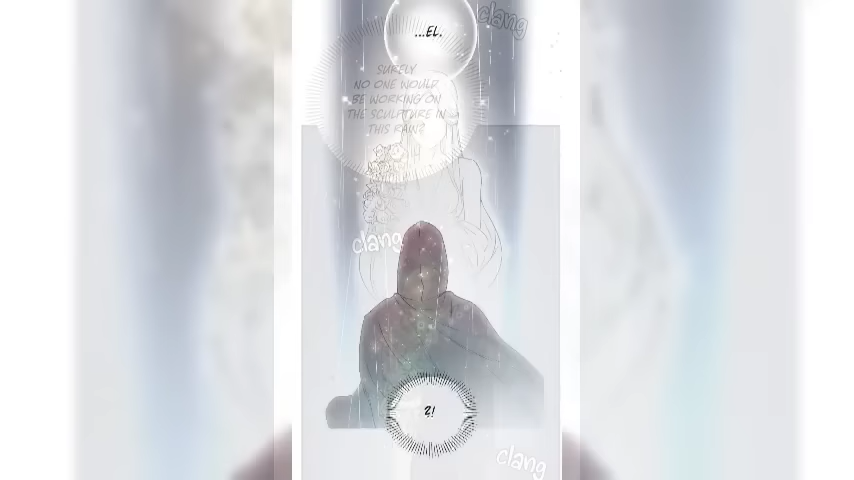 clang
...EL.
SURELY
NO ONE WOULD
BE WORKING ON
THE SCULPTURE IN
THIS RAIN?
clang
?!
clang